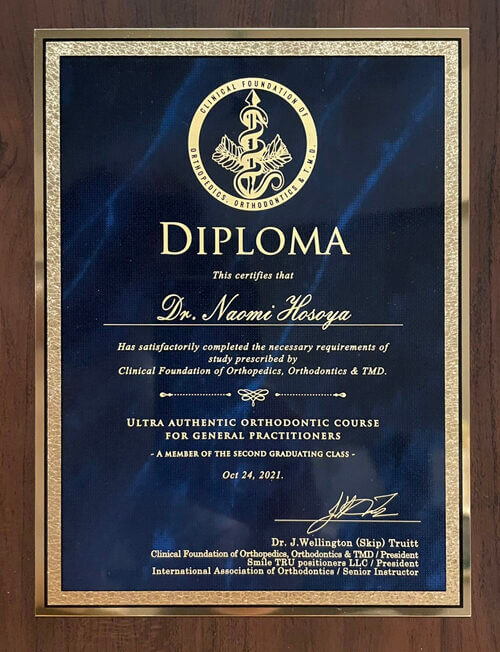 CLINICAL FOUNDATION OF
ORTHOPEDICS, ORTHODONTICS & T.M.D.
DIPLOMA
This certifies that
Dr. Naomi Hosoya
Has satisfactorily completed the necessary requirements of
study prescribed by
Clinical Foundation of Orthopedics, Orthodontics & TMD.
ULTRA AUTHENTIC ORTHODONTIC COURSE
FOR GENERAL PRACTITIONERS
- A MEMBER OF THE SECOND GRADUATING CLASS -
Oct 24, 2021.
Dr. J.Wellington (Skip) Truitt
Clinical Foundation of Orthopedics, Orthodontics & TMD / President
Smile TRU positioners LLC / President
International Association of Orthodontics / Senior Instructor